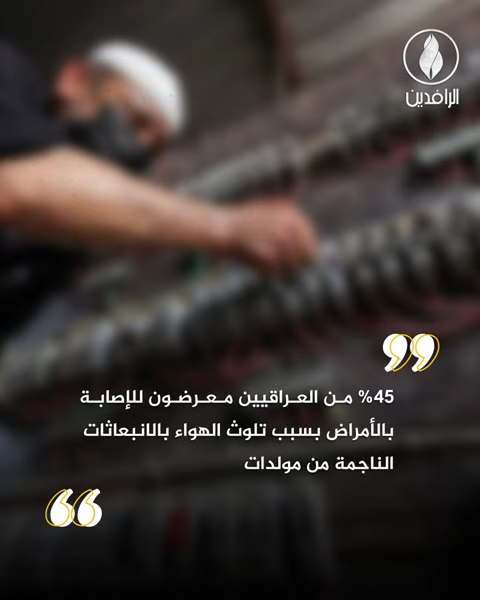 الرافدين
45% من العراقيين معرضون للإصابة
بالأمراض بسبب تلوث الهواء بالانبعاثات
الناجمة من مولدات